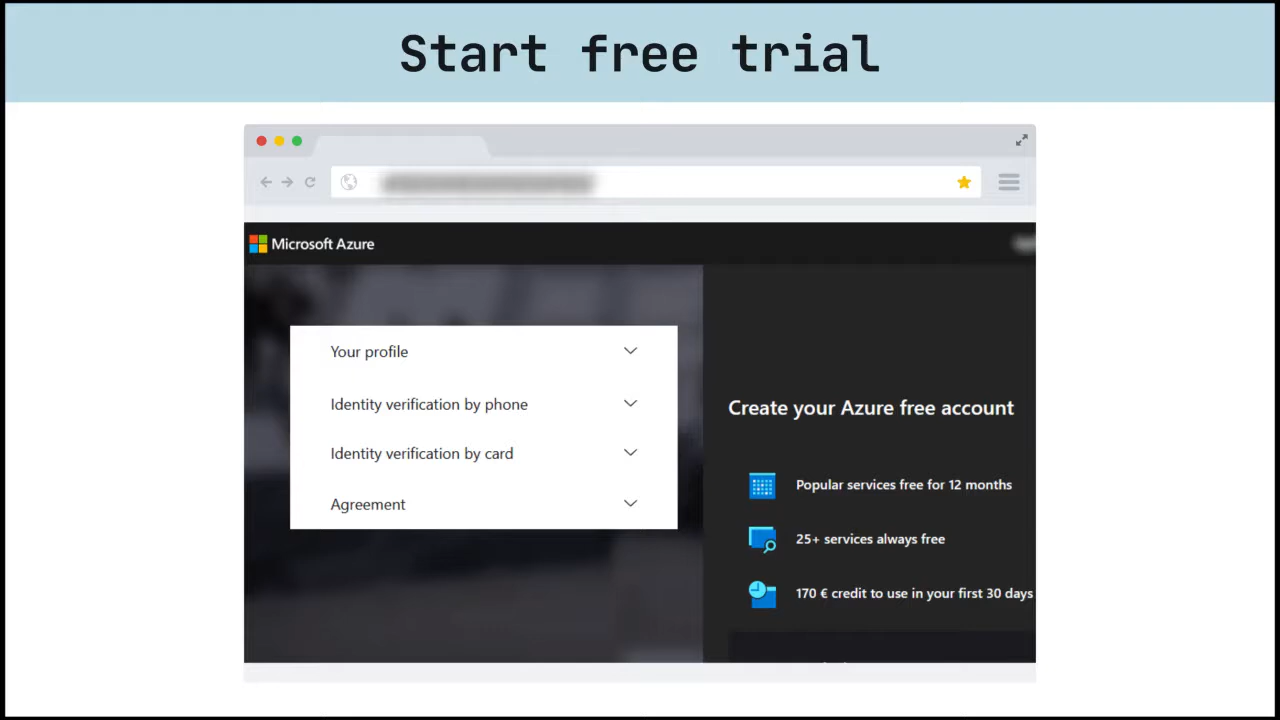 Start free trial
Microsoft Azure
Your profile
Identity verification by phone
Identity verification by card
Agreement
Create your Azure free account
Popular services free for 12 months
25+ services always free
170 € credit to use in your first 30 days